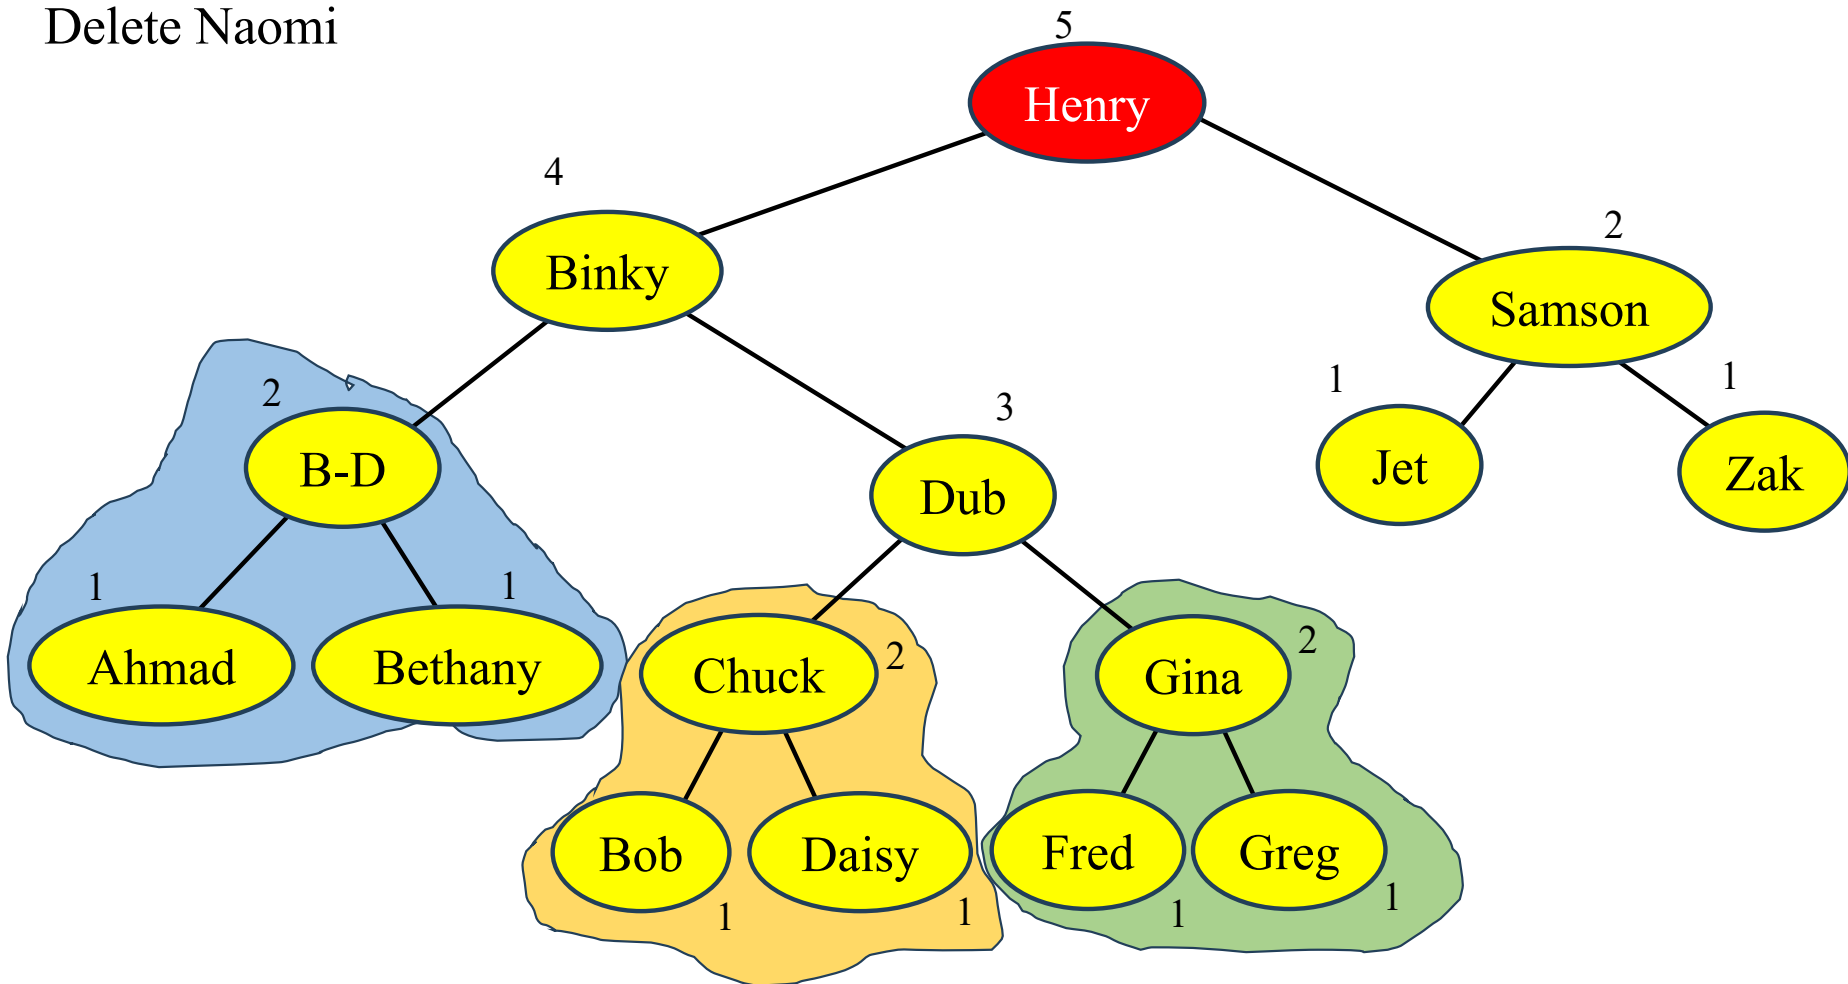 Delete Naomi
5
Henry
4
Binky
2
Samson
2
B-D
3
Dub
1
Jet
1
Zak
1
Ahmad
1
Bethany
Chuck
2
Gina
2
Bob
1
Daisy
1
Fred
1
Greg
1